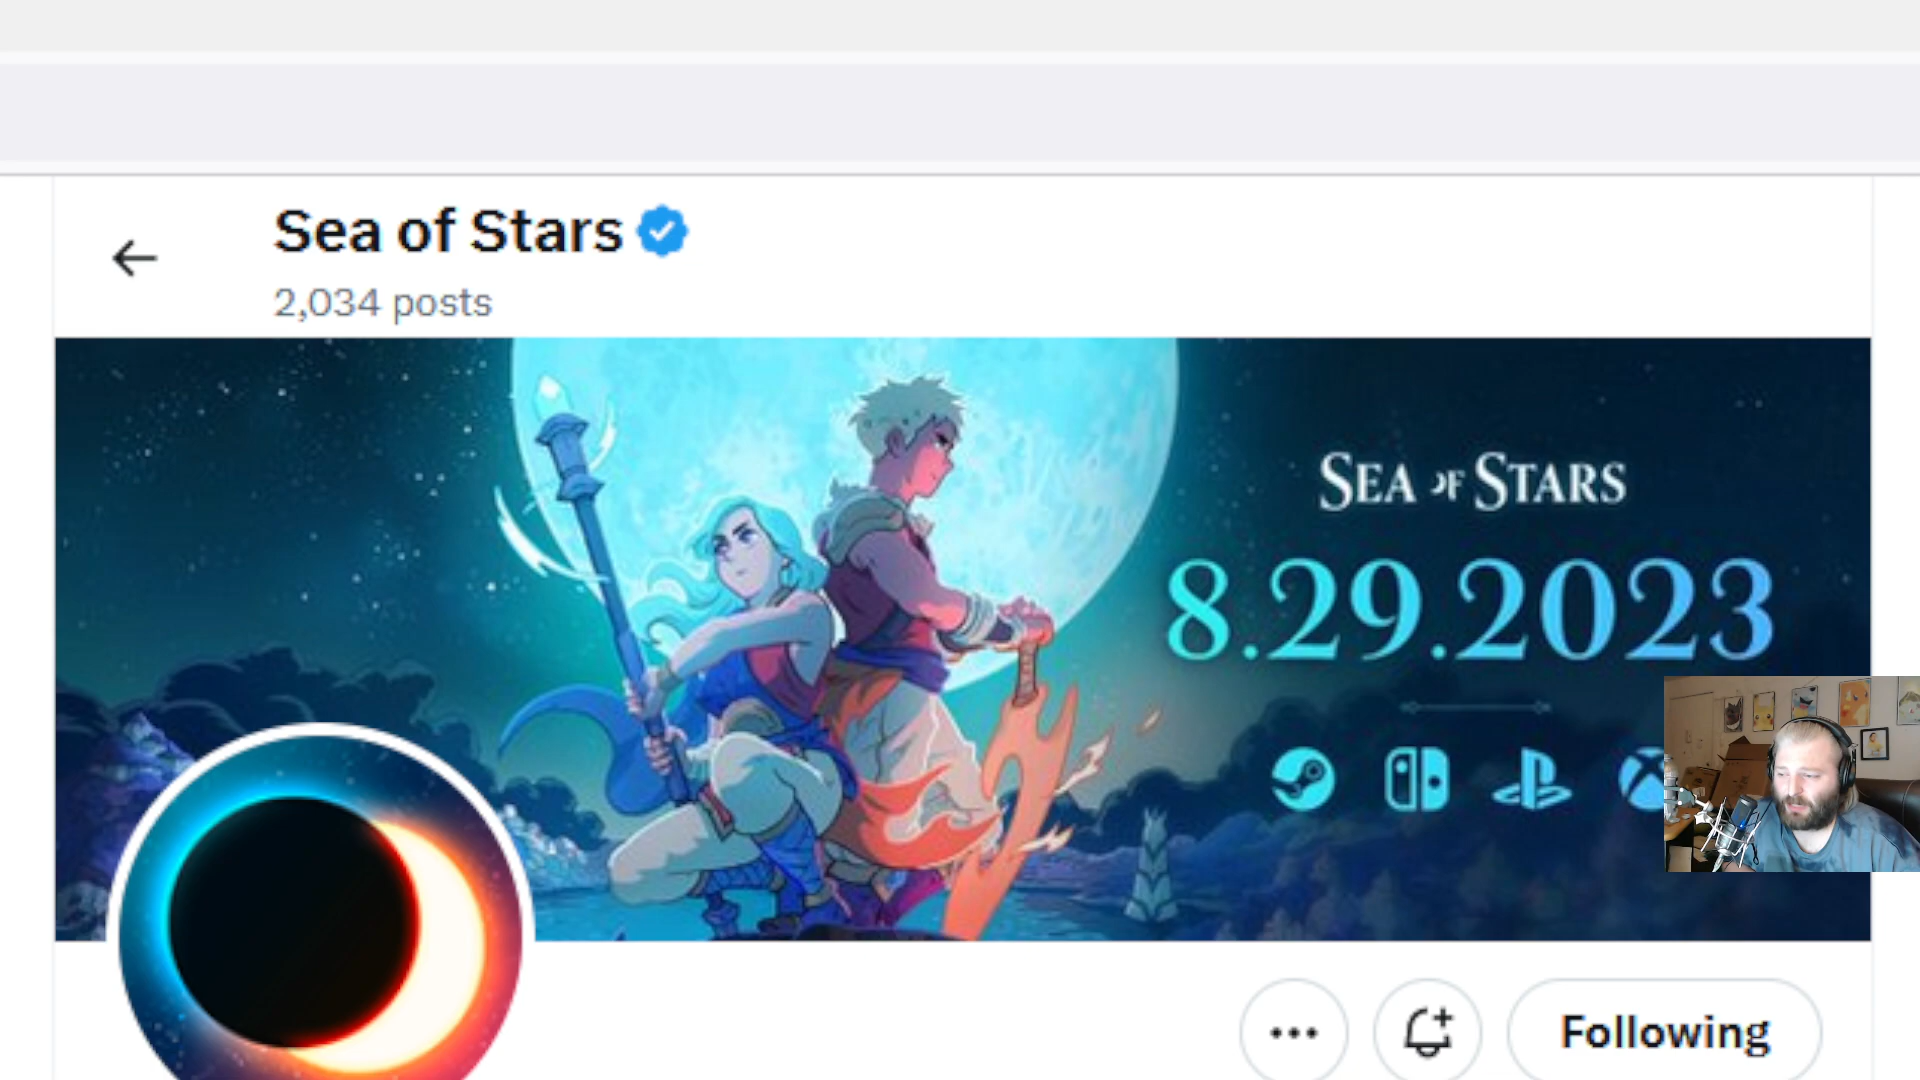 Sea of Stars
2,034 posts
SEA OF STARS
8.29.2023
Following